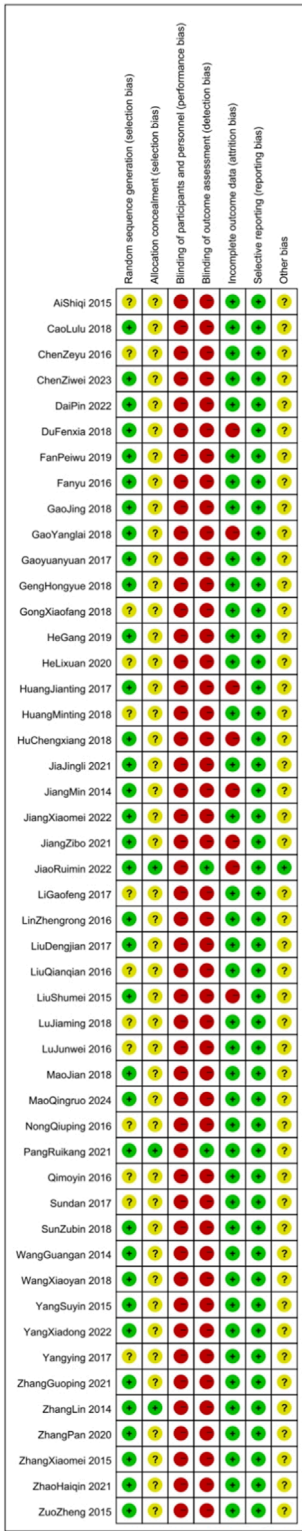 Random sequence generation (selection bias)
Allocation concealment (selection bias)
Blinding of participants and personnel (performance bias)
Blinding of outcome assessment (detection bias)
Incomplete outcome data (attrition bias)
Selective reporting (reporting bias)
Other bias
AiShiqi 2015 ? ? - - + + ?
CaoLulu 2018 + ? - - + + ?
ChenZeyu 2016 ? ? - - + + ?
ChenZiwei 2023 + ? - - + + ?
DaiPin 2022 + ? - - + + ?
DuFenxia 2018 + ? - - - + ?
FanPeiwu 2019 + ? - - + + ?
Fanyu 2016 + ? - - + + ?
GaoJing 2018 + ? - - + + ?
GaoYanglai 2018 + ? - - - + ?
Gaoyuanyuan 2017 + ? - - + + ?
GengHongyue 2018 + ? - - + + ?
GongXiaofang 2018 ? ? - - + + ?
HeGang 2019 + ? - - + + ?
HeLixuan 2020 ? ? - - + + ?
HuangJianting 2017 + ? - - - + ?
HuangMinting 2018 ? ? - - + + ?
HuChengxiang 2018 + ? - - - + ?
JiaJingli 2021 + ? - - + + ?
JiangMin 2014 + ? - - - + ?
JiangXiaomei 2022 + ? - - + + ?
JiangZibo 2021 + ? - - - + ?
JiaoRuimin 2022 + + - + - + +
LiGaofeng 2017 ? ? - - + + ?
LinZhengrong 2016 + ? - - + + ?
LiuDengjian 2017 + ? - - + + ?
LiuQianqian 2016 ? ? - - + + ?
LiuShumei 2015 + ? - - - + ?
LuJiaming 2018 ? ? - - + + ?
LuJunwei 2016 ? ? - - + + ?
MaoJian 2018 + ? - - + + ?
MaoQingruo 2024 + ? - - + + ?
NongQiuping 2016 ? ? - - + + ?
PangRuikang 2021 + + - + + + ?
Qimoyin 2016 ? ? - - + + ?
Sundan 2017 ? ? - - + + ?
SunZubin 2018 + ? - - + + ?
WangGuangan 2014 + ? - - + + ?
WangXiaoyan 2018 + ? - - + + ?
YangSuyin 2015 + ? - - + + ?
YangXiadong 2022 + ? - - + + ?
Yangying 2017 ? ? - - + + ?
ZhangGuoping 2021 + ? - - + + ?
ZhangLin 2014 + + - - + + ?
ZhangPan 2020 + ? - - + + ?
ZhangXiaomei 2015 + ? - - + + ?
ZhaoHaiqin 2021 + ? - - + + ?
ZuoZheng 2015 + ? - - + + ?